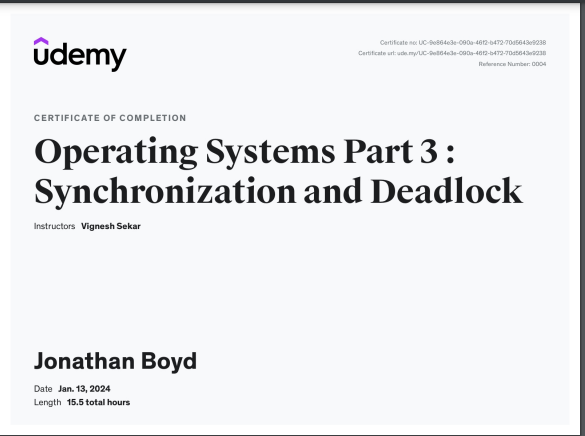 udemy
Certificate no: UC-9e864e3e-090a-46f2-b472-70d5643e9238
Certificate url: ude.my/UC-9e864e3e-090a-46f2-b472-70d5643e9238
Reference Number: 0004
CERTIFICATE OF COMPLETION
Operating Systems Part 3 :
Synchronization and Deadlock
Instructors Vignesh Sekar
Jonathan Boyd
Date Jan. 13, 2024
Length 15.5 total hours